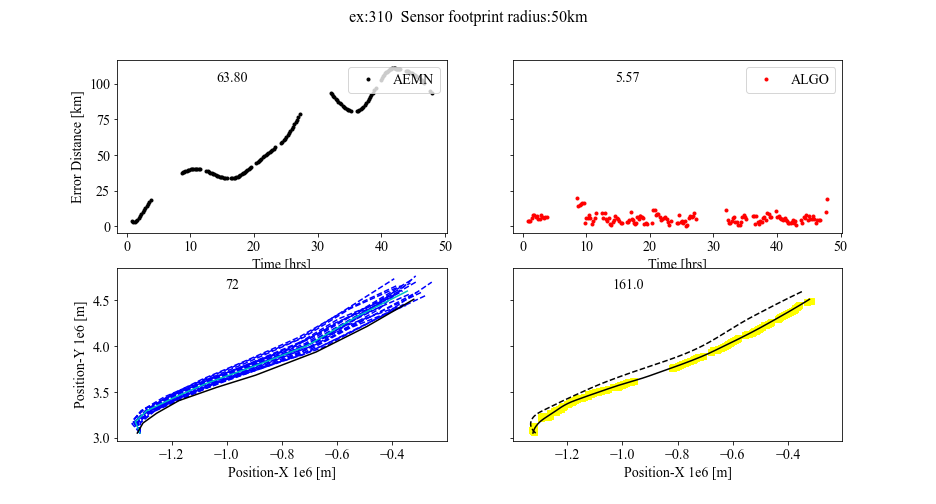 ex:310  Sensor footprint radius:50km
63.80
AEMN
5.57
ALGO
Error Distance [km]
100
75
50
25
0
0 10 20 30 40 50
0 10 20 30 40 50
Time [hrs]
Time [hrs]
72
161.0
Position-Y 1e6 [m]
4.5
4.0
3.5
3.0
−1.2 −1.0 −0.8 −0.6 −0.4
−1.2 −1.0 −0.8 −0.6 −0.4
Position-X 1e6 [m]
Position-X 1e6 [m]